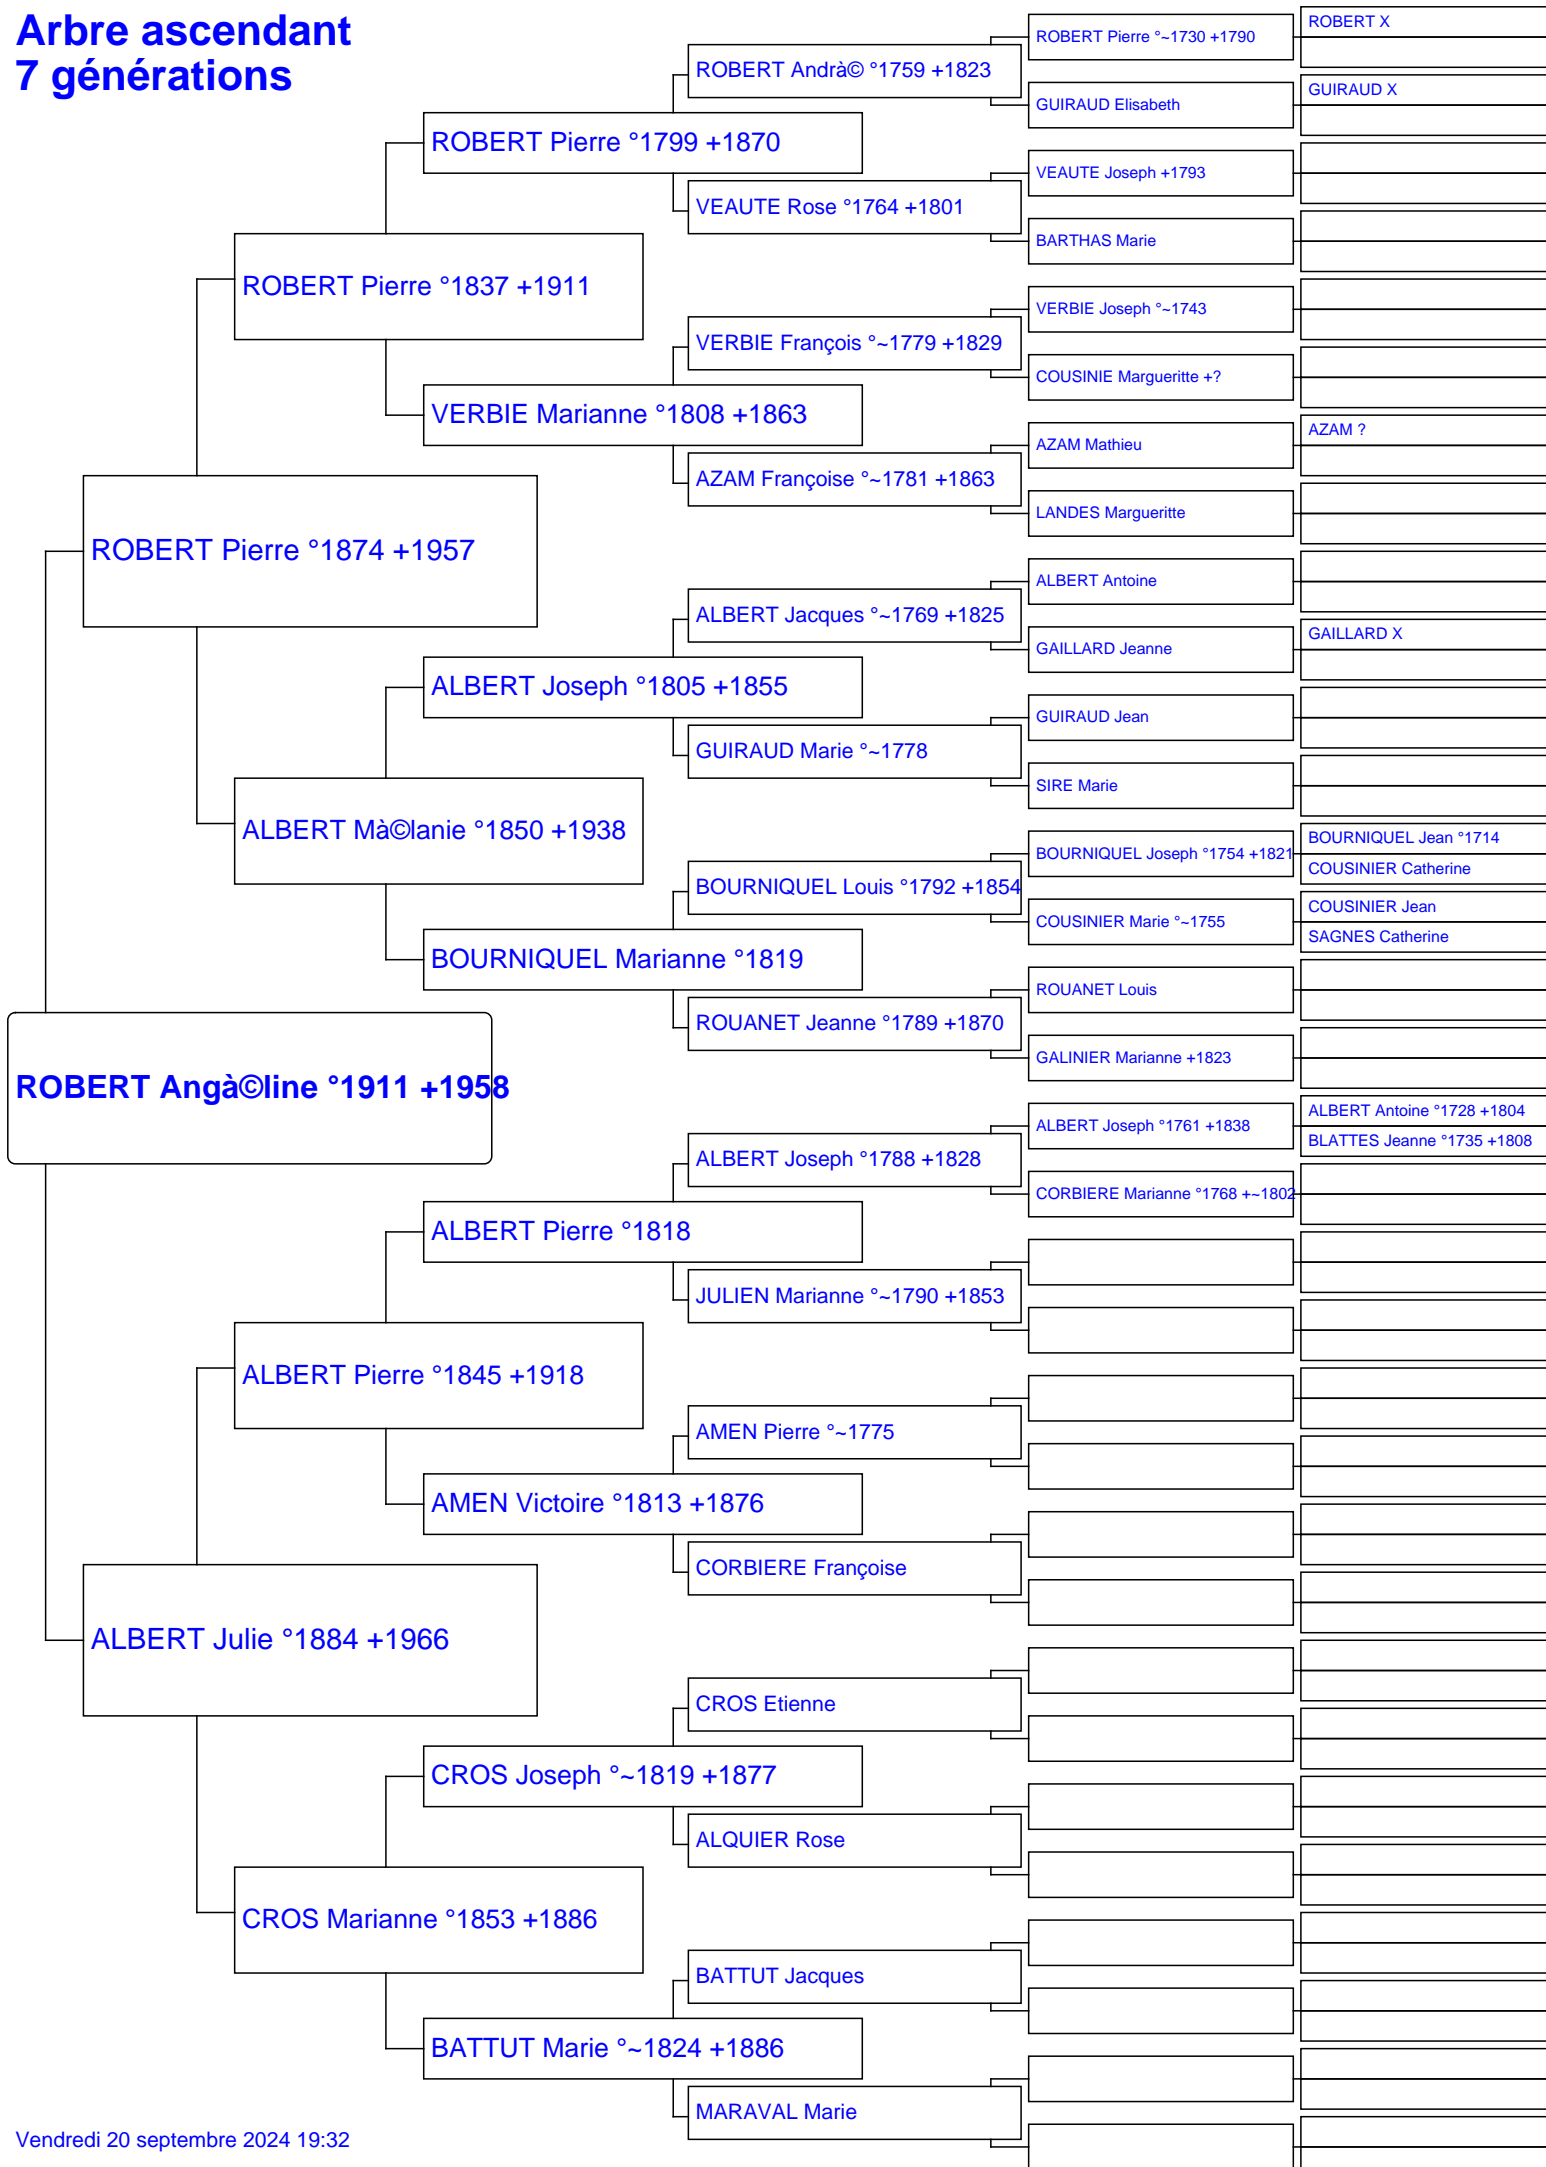 Arbre ascendant
7 générations
ROBERT Angà©line °1911 +1958
ROBERT Pierre °1874 +1957
ALBERT Julie °1884 +1966
ROBERT Pierre °1837 +1911
ALBERT Mà©lanie °1850 +1938
ALBERT Pierre °1845 +1918
CROS Marianne °1853 +1886
ROBERT Pierre °1799 +1870
VERBIE Marianne °1808 +1863
ALBERT Joseph °1805 +1855
BOURNIQUEL Marianne °1819
ALBERT Pierre °1818
AMEN Victoire °1813 +1876
CROS Joseph °~1819 +1877
BATTUT Marie °~1824 +1886
ROBERT Andrà© °1759 +1823
VEAUTE Rose °1764 +1801
VERBIE François °~1779 +1829
AZAM Françoise °~1781 +1863
ALBERT Jacques °~1769 +1825
GUIRAUD Marie °~1778
BOURNIQUEL Louis °1792 +1854
ROUANET Jeanne °1789 +1870
ALBERT Joseph °1788 +1828
JULIEN Marianne °~1790 +1853
AMEN Pierre °~1775
CORBIERE Françoise
CROS Etienne
ALQUIER Rose
BATTUT Jacques
MARAVAL Marie
ROBERT Pierre °~1730 +1790
GUIRAUD Elisabeth
VEAUTE Joseph +1793
BARTHAS Marie
VERBIE Joseph °~1743
COUSINIE Margueritte +?
AZAM Mathieu
LANDES Margueritte
ALBERT Antoine
GAILLARD Jeanne
GUIRAUD Jean
SIRE Marie
BOURNIQUEL Joseph °1754 +1821
COUSINIER Marie °~1755
ROUANET Louis
GALINIER Marianne +1823
ALBERT Joseph °1761 +1838
CORBIERE Marianne °1768 +~1802
ROBERT X
GUIRAUD X
AZAM ?
GAILLARD X
BOURNIQUEL Jean °1714
COUSINIER Catherine
COUSINIER Jean
SAGNES Catherine
ALBERT Antoine °1728 +1804
BLATTES Jeanne °1735 +1808
Vendredi 20 septembre 2024 19:32